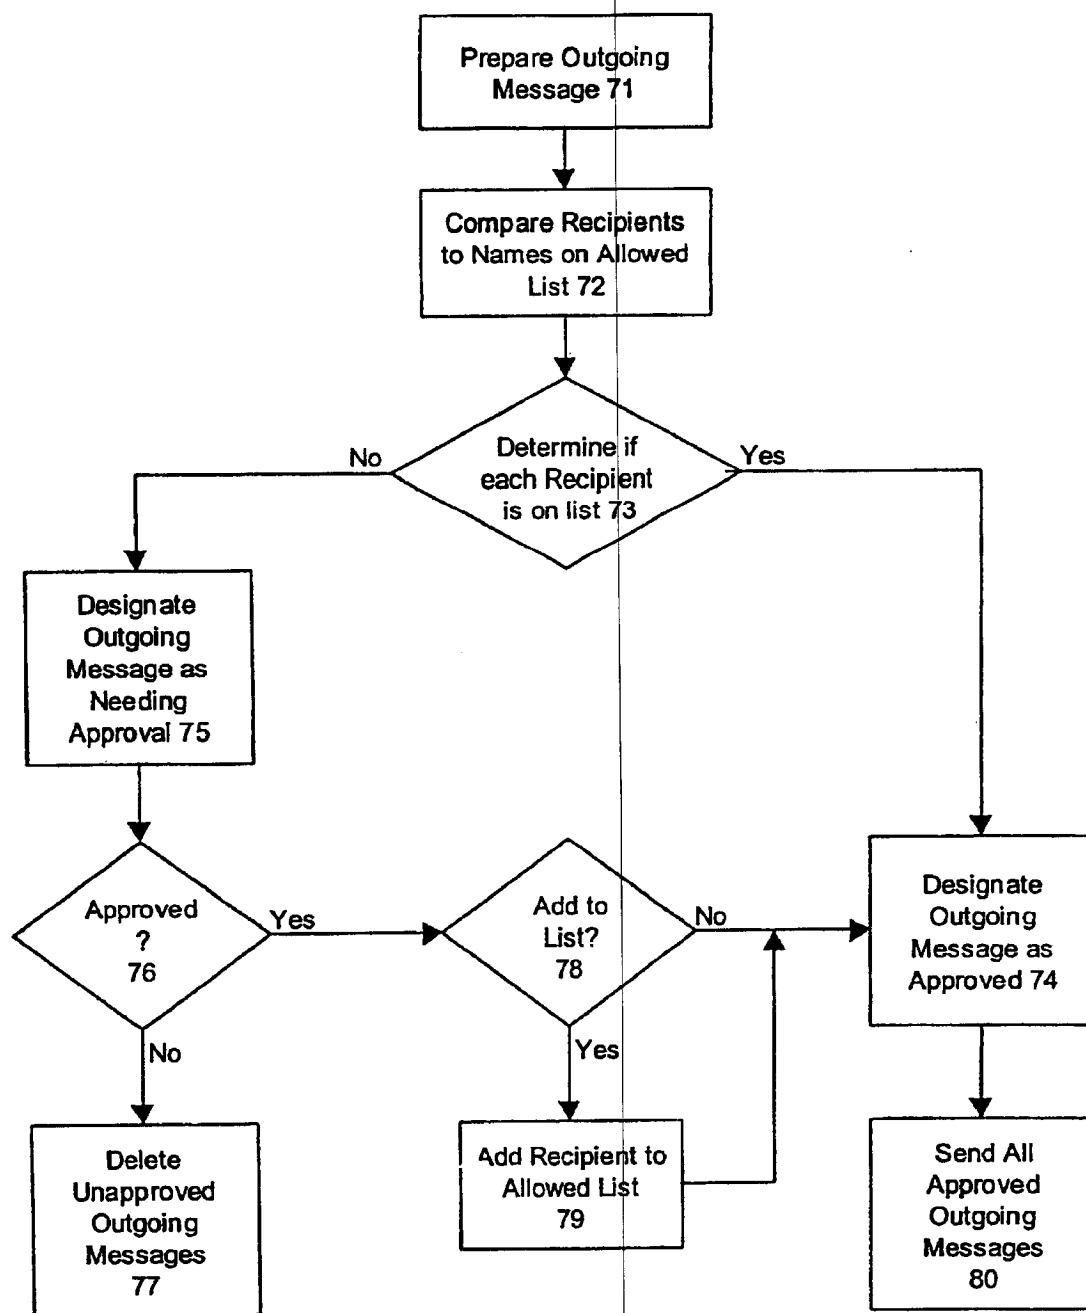 Prepare Outgoing
Message 71
Compare Recipients
to Names on Allowed
List 72
Determine if
each Recipient
is on list 73
No
Yes
Designate
Outgoing
Message as
Needing
Approval 75
Approved
?
76
Yes
No
Add to
List?
78
No
Yes
Designate
Outgoing
Message as
Approved 74
Delete
Unapproved
Outgoing
Messages
77
Add Recipient to
Allowed List
79
Send All
Approved
Outgoing
Messages
80